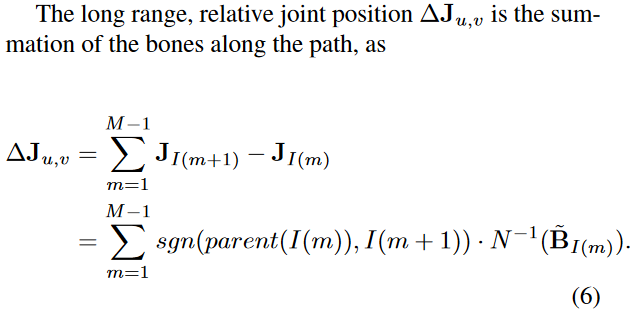 The long range, relative joint position ΔJ_{u,v} is the sum-
mation of the bones along the path, as
ΔJ_{u,v} = \sum_{m=1}^{M-1} J_{I(m+1)} − J_{I(m)}
= \sum_{m=1}^{M-1} sgn(parent(I(m)), I(m + 1)) · N^{-1}(\tilde{B}_{I(m)}).
(6)